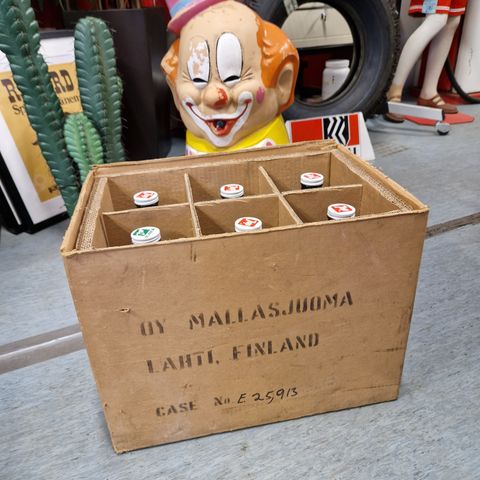 OY MALLASJUOMA
LAHTI, FINLAND
CASE No E 25913